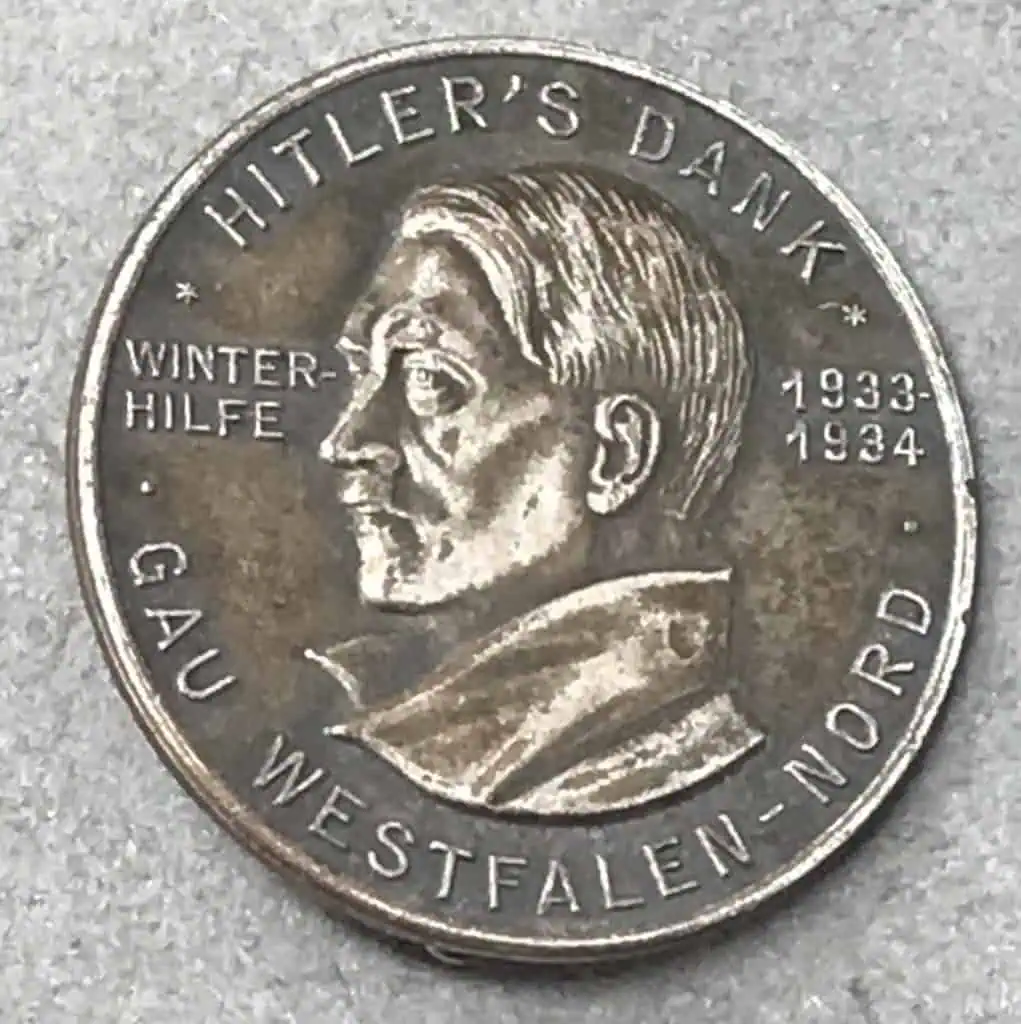 * HITLER'S DANK *
WINTER-
HILFE
1933-
1934
· GAU WESTFALEN-NORD ·